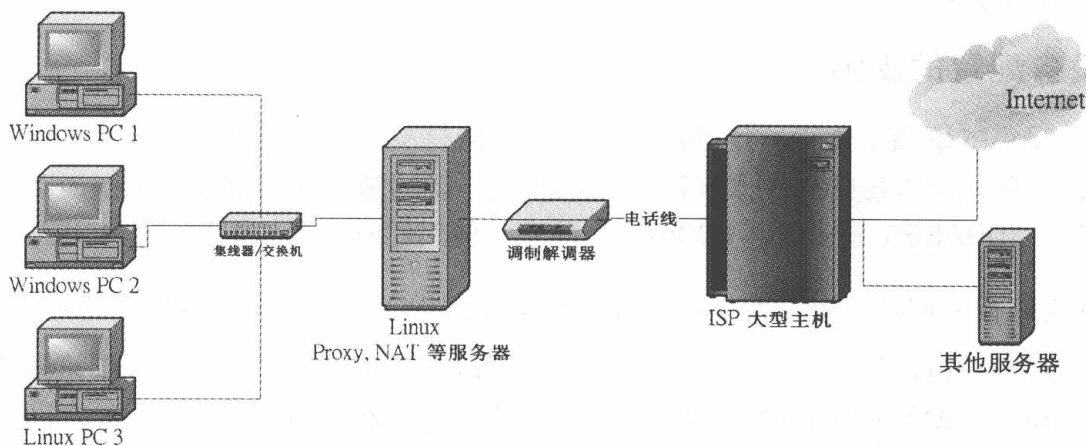 Windows PC 1
Windows PC 2
Linux PC 3
集线器/交换机
Linux
Proxy, NAT 等服务器
调制解调器
电话线
ISP 大型主机
Internet
其他服务器